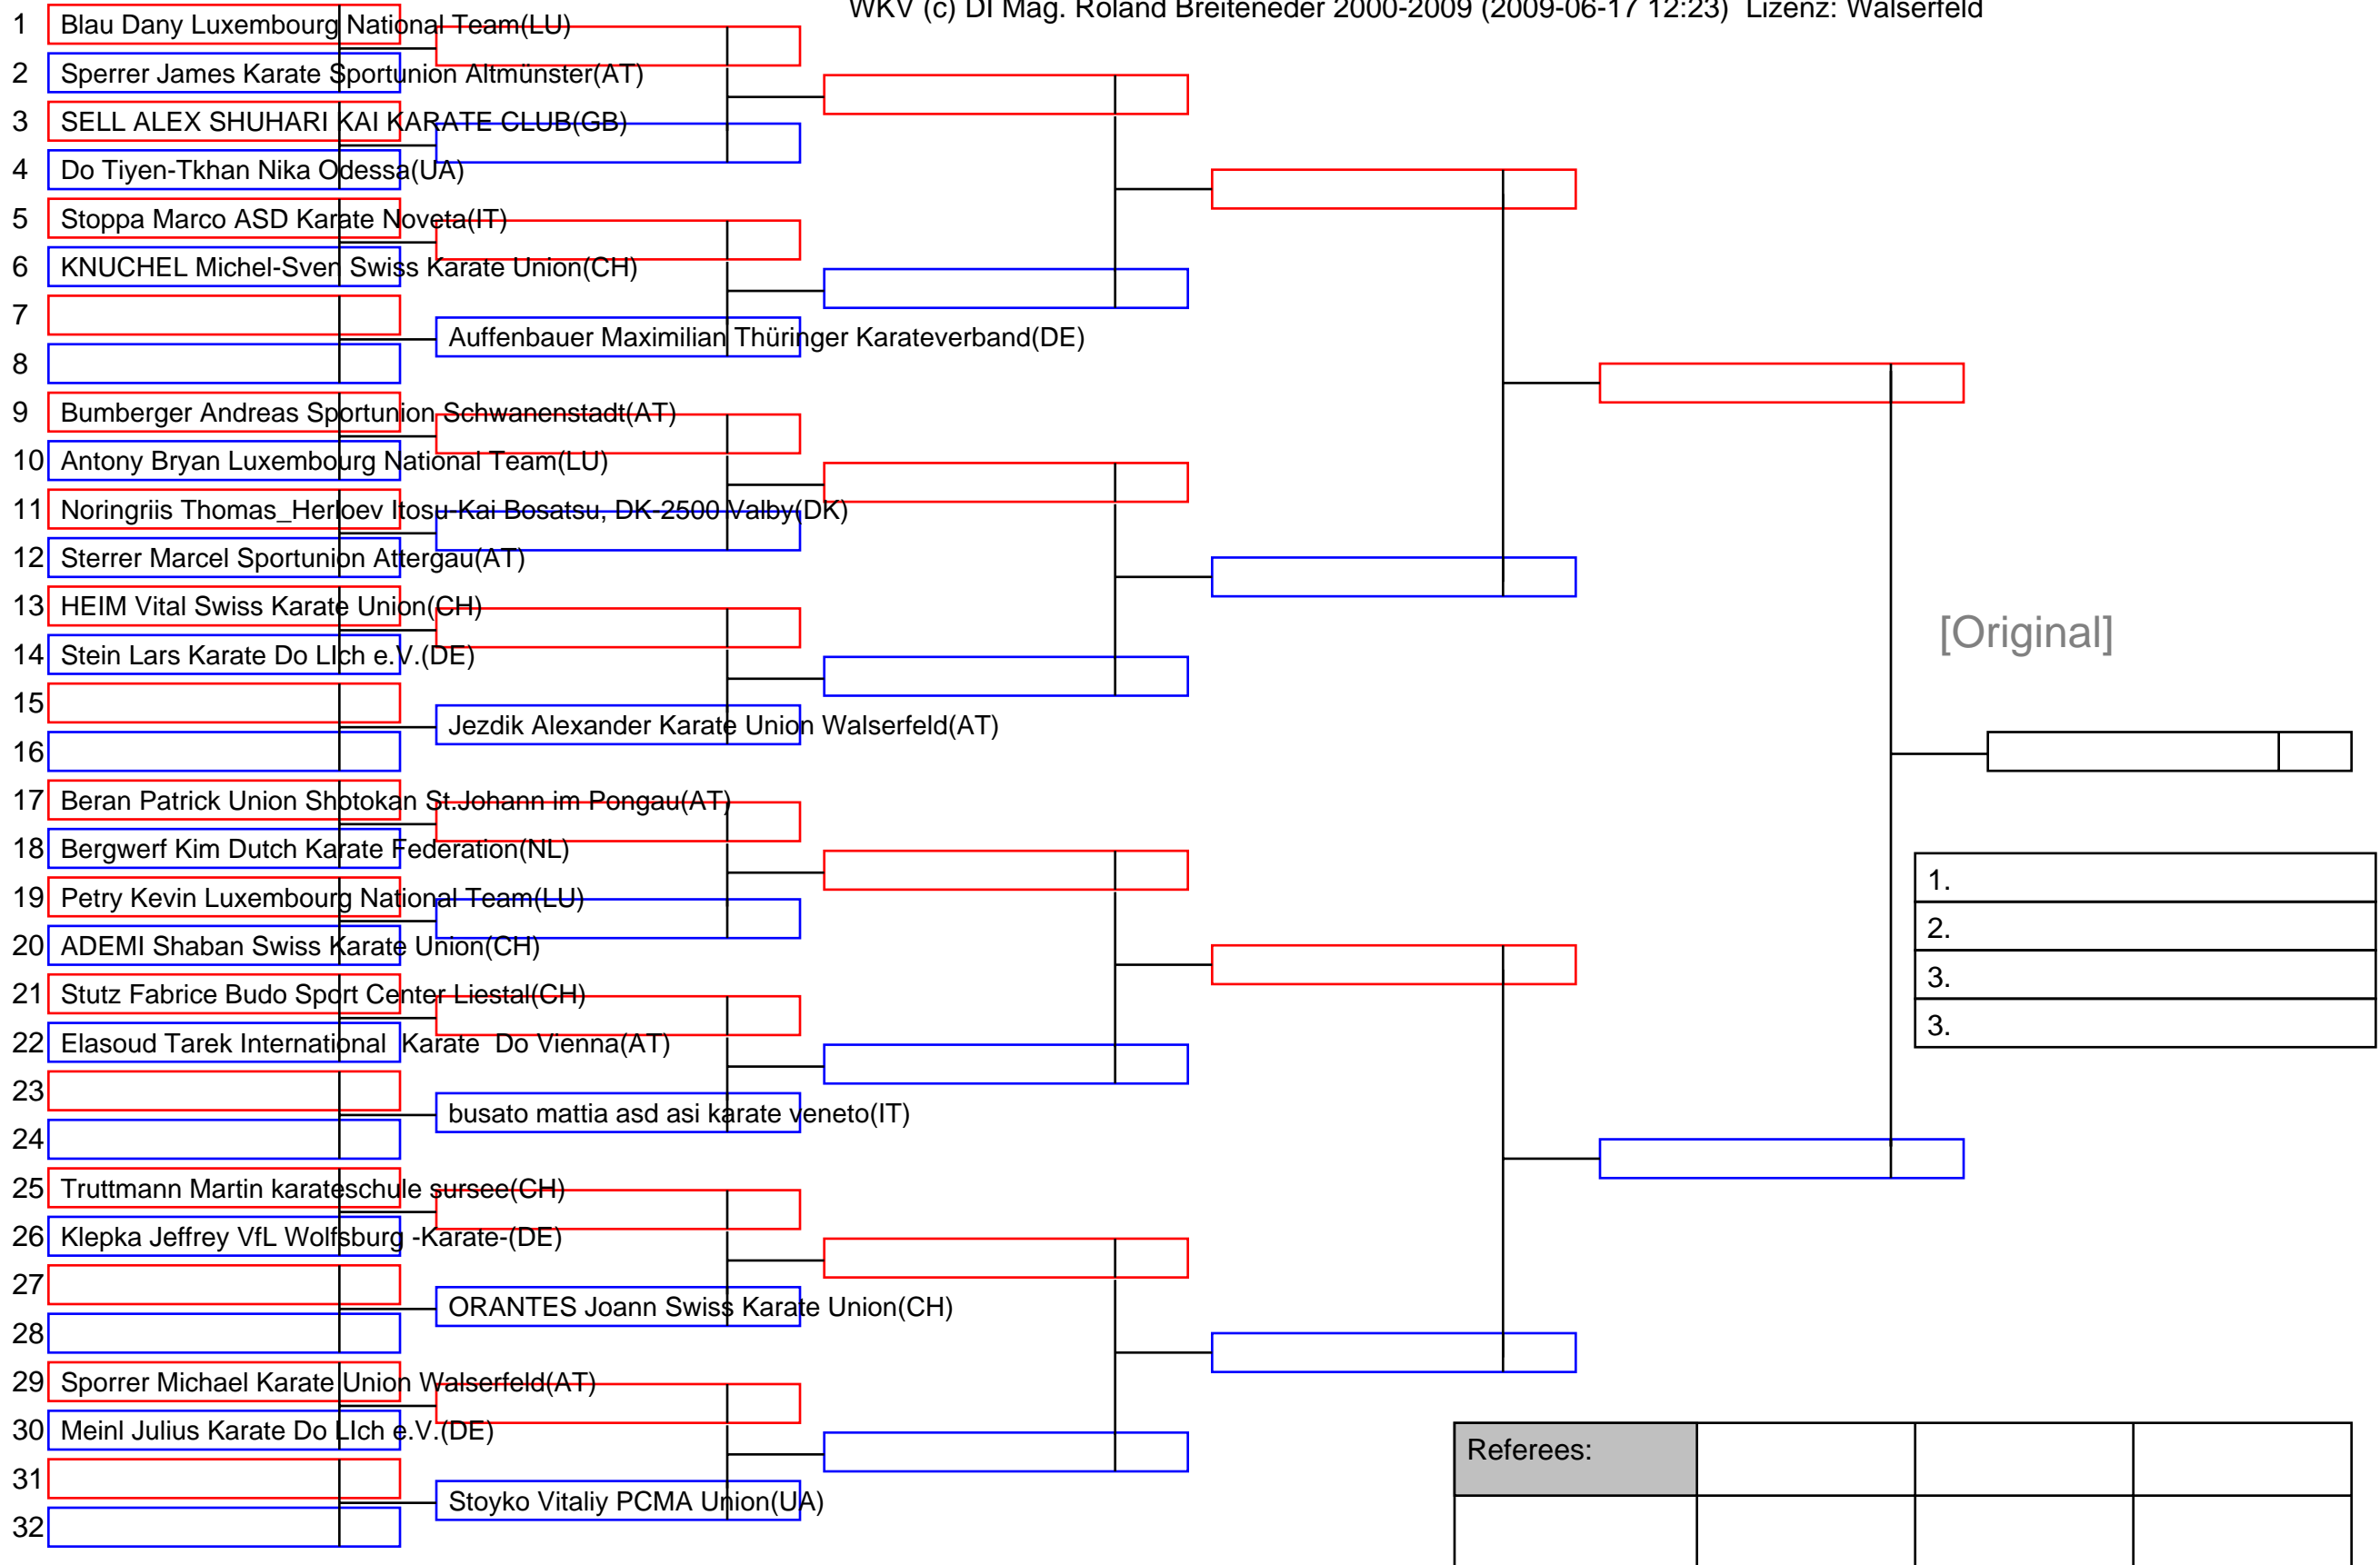 WKV (c) DI Mag. Roland Breiteneder 2000-2009 (2009-06-17 12:23) Lizenz: Walserfeld
1 Blau Dany Luxembourg National Team(LU)
2 Sperrer James Karate Sportunion Altmünster(AT)
3 SELL ALEX SHUHARI KAI KARATE CLUB(GB)
4 Do Tiyen-Tkhan Nika Odessa(UA)
5 Stoppa Marco ASD Karate Noveta(IT)
6 KNUCHEL Michel-Sven Swiss Karate Union(CH)
7
Auffenbauer Maximilian Thüringer Karateverband(DE)
8
9 Bumberger Andreas Sportunion Schwanenstadt(AT)
10 Antony Bryan Luxembourg National Team(LU)
11 Noringriis Thomas_Herloev Itosu-Kai Bosatsu, DK-2500 Valby(DK)
12 Sterrer Marcel Sportunion Attergau(AT)
13 HEIM Vital Swiss Karate Union(CH)
[Original]
14 Stein Lars Karate Do LIch e.V.(DE)
15
Jezdik Alexander Karate Union Walserfeld(AT)
16
17 Beran Patrick Union Shotokan St.Johann im Pongau(AT)
18 Bergwerf Kim Dutch Karate Federation(NL)
19 Petry Kevin Luxembourg National Team(LU)
20 ADEMI Shaban Swiss Karate Union(CH)
21 Stutz Fabrice Budo Sport Center Liestal(CH)
22 Elasoud Tarek International Karate Do Vienna(AT)
23
busato mattia asd asi karate veneto(IT)
24
25 Truttmann Martin karateschule sursee(CH)
26 Klepka Jeffrey VfL Wolfsburg -Karate-(DE)
27
ORANTES Joann Swiss Karate Union(CH)
28
29 Sporrer Michael Karate Union Walserfeld(AT)
30 Meinl Julius Karate Do LIch e.V.(DE)
31
Stoyko Vitaliy PCMA Union(UA)
32
1.
2.
3.
3.
Referees: